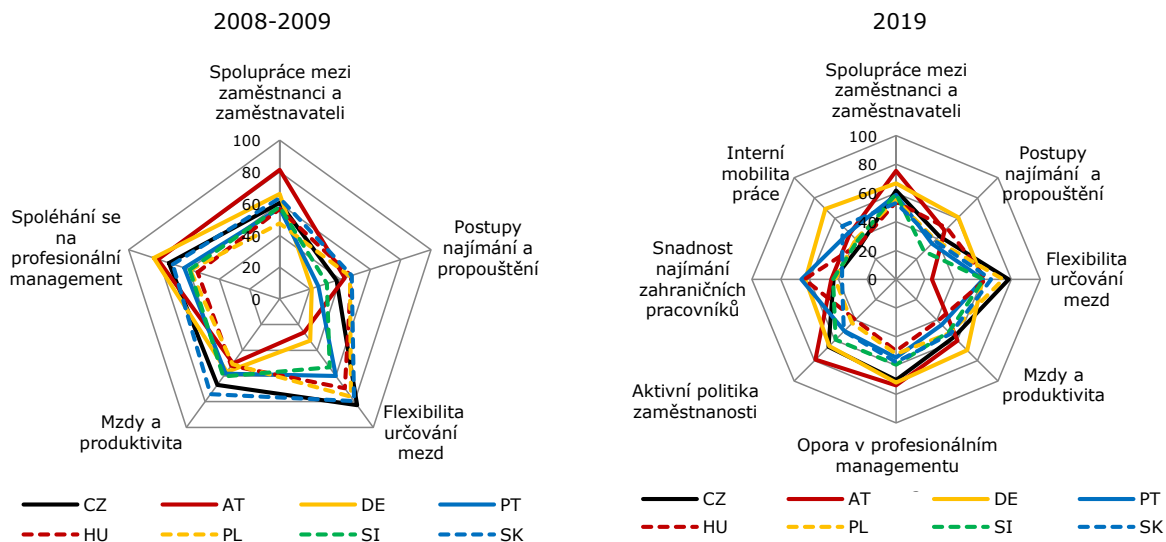 2008-2009
Spolupráce mezi
zaměstnanci a
zaměstnavateli
100
80
60
40
20
0
Postupy
najímání a
propouštění
Flexibilita
určování
mezd
Mzdy a
produktivita
Spoléhání se
na
profesionální
management
CZ
AT
DE
PT
HU
PL
SI
SK
2019
Spolupráce mezi
zaměstnanci a
zaměstnavateli
100
80
60
40
20
0
Postupy
najímání a
propouštění
Flexibilita
určování
mezd
Mzdy a
produktivita
Opora v profesionálním
managementu
Aktivní politika
zaměstnanosti
Snadnost
najímání
zahraničních
pracovníků
Interní
mobilita
práce
CZ
AT
DE
PT
HU
PL
SI
SK